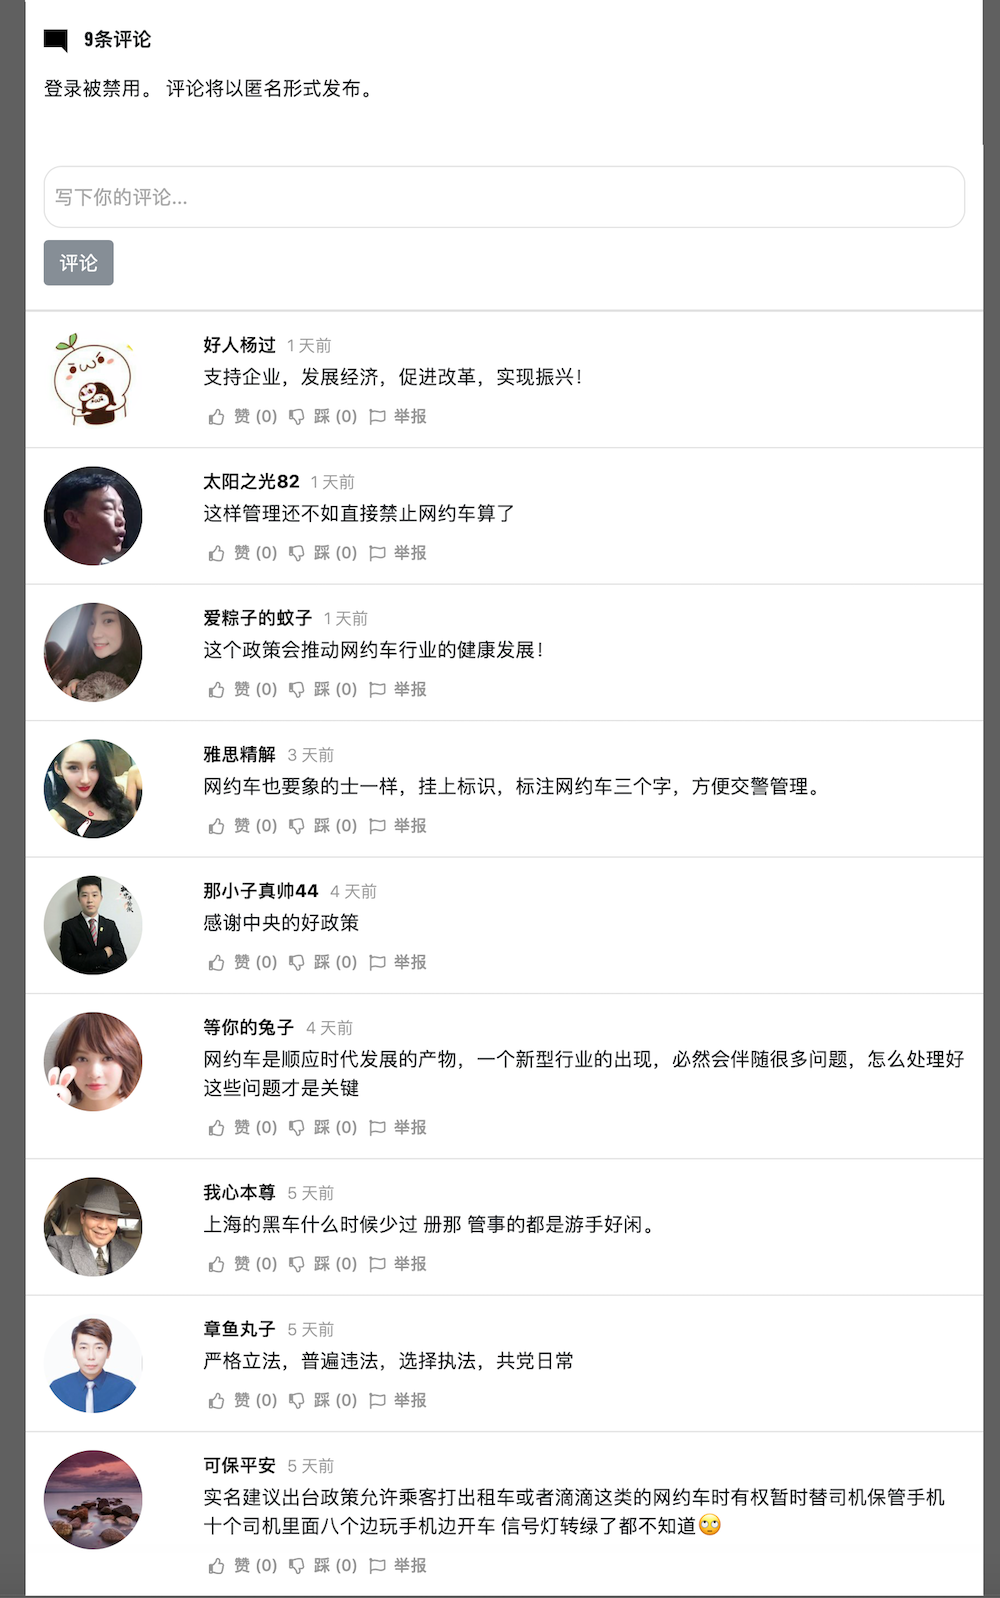 9条评论
登录被禁用。 评论将以匿名形式发布。
写下你的评论...
评论
好人杨过 1 天前
支持企业，发展经济，促进改革，实现振兴！
赞 (0) 踩 (0) 举报
太阳之光82 1 天前
这样管理还不如直接禁止网约车算了
赞 (0) 踩 (0) 举报
爱粽子的蚊子 1 天前
这个政策会推动网约车行业的健康发展！
赞 (0) 踩 (0) 举报
雅思精解 3 天前
网约车也要象的士一样，挂上标识，标注网约车三个字，方便交警管理。
赞 (0) 踩 (0) 举报
那小子真帅44 4 天前
感谢中央的好政策
赞 (0) 踩 (0) 举报
等你的兔子 4 天前
网约车是顺应时代发展的产物，一个新型行业的出现，必然会伴随很多问题，怎么处理好
这些问题才是关键
赞 (0) 踩 (0) 举报
我心本尊 5 天前
上海的黑车什么时候少过 册那 管事的都是游手好闲。
赞 (0) 踩 (0) 举报
章鱼丸子 5 天前
严格立法，普遍违法，选择执法，共党日常
赞 (0) 踩 (0) 举报
可保平安 5 天前
实名建议出台政策允许乘客打出租车或者滴滴这类的网约车时有权暂时替司机保管手机
十个司机里面八个边玩手机边开车 信号灯转绿了都不知道🙄
赞 (0) 踩 (0) 举报